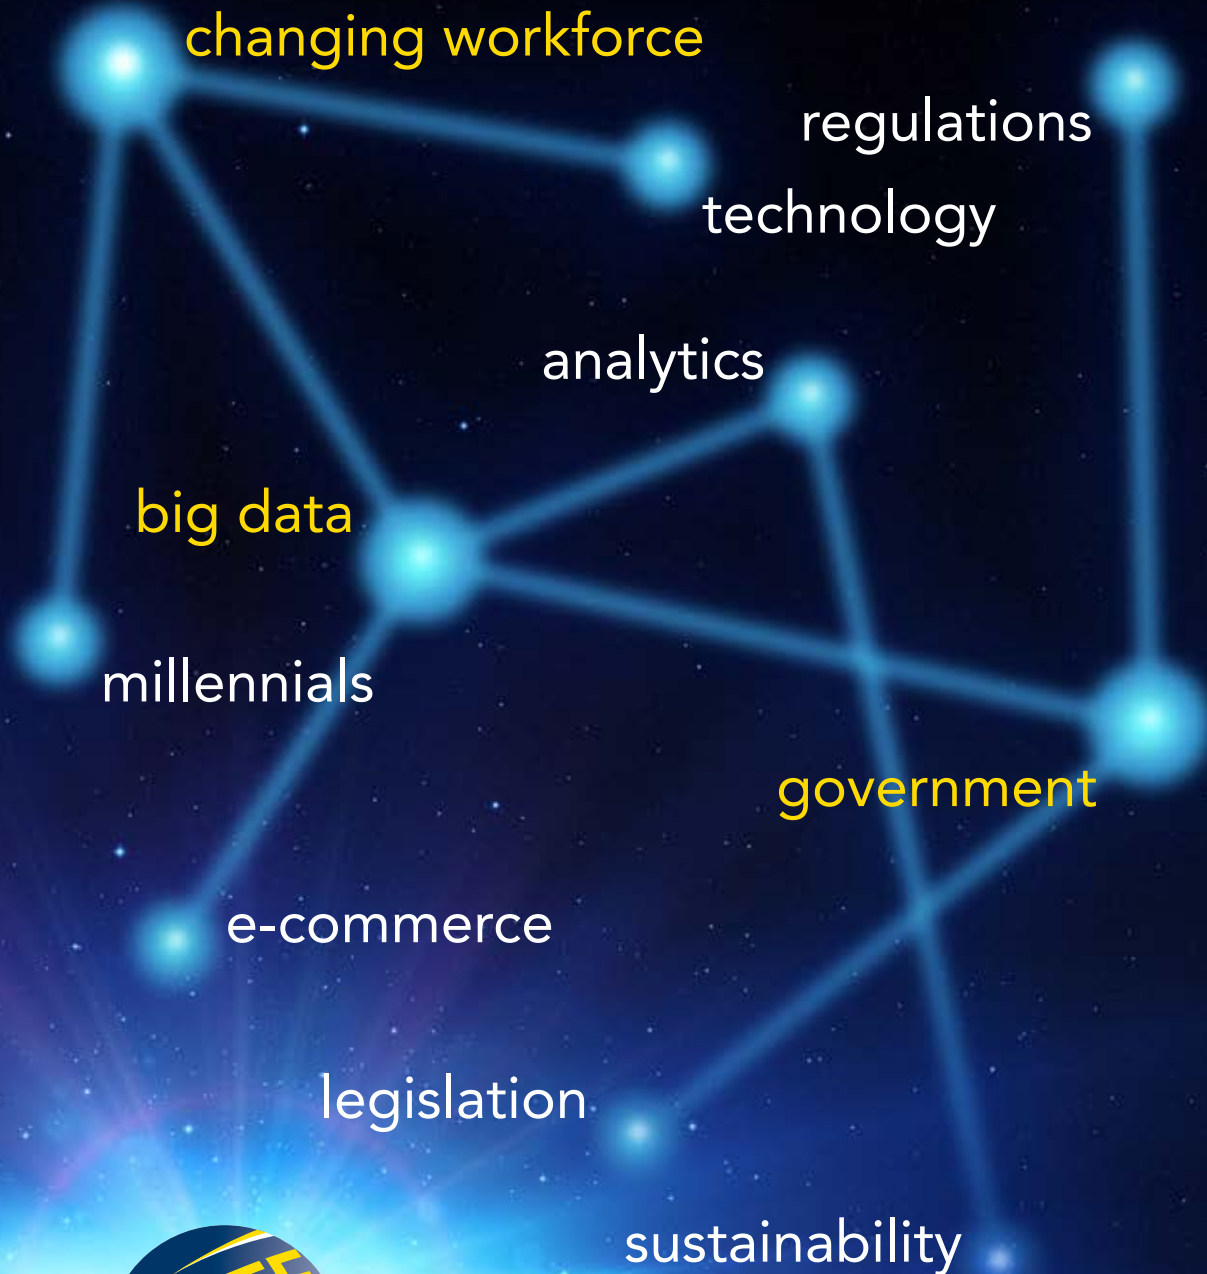 changing workforce
regulations
technology
analytics
big data
millennials
government
e-commerce
legislation
sustainability